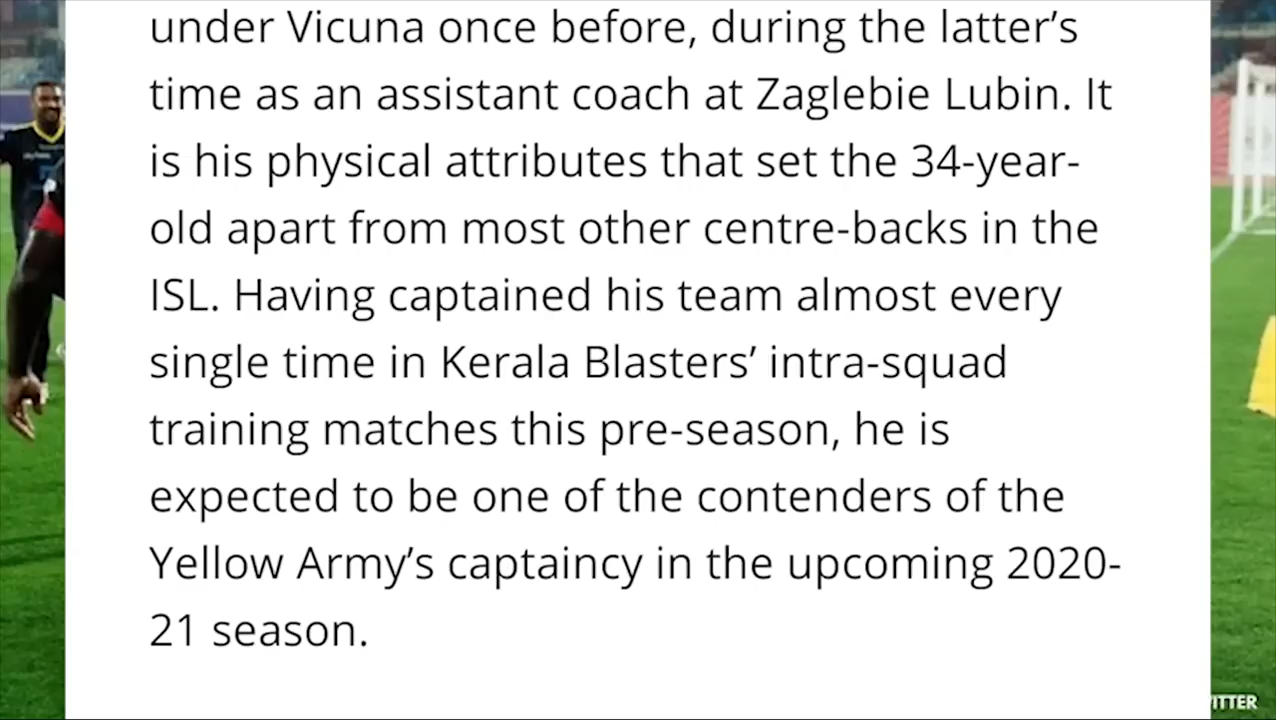 under Vicuna once before, during the latter’s
time as an assistant coach at Zaglebie Lubin. It
is his physical attributes that set the 34-year-
old apart from most other centre-backs in the
ISL. Having captained his team almost every
single time in Kerala Blasters’ intra-squad
training matches this pre-season, he is
expected to be one of the contenders of the
Yellow Army’s captaincy in the upcoming 2020-
21 season.
ITTER